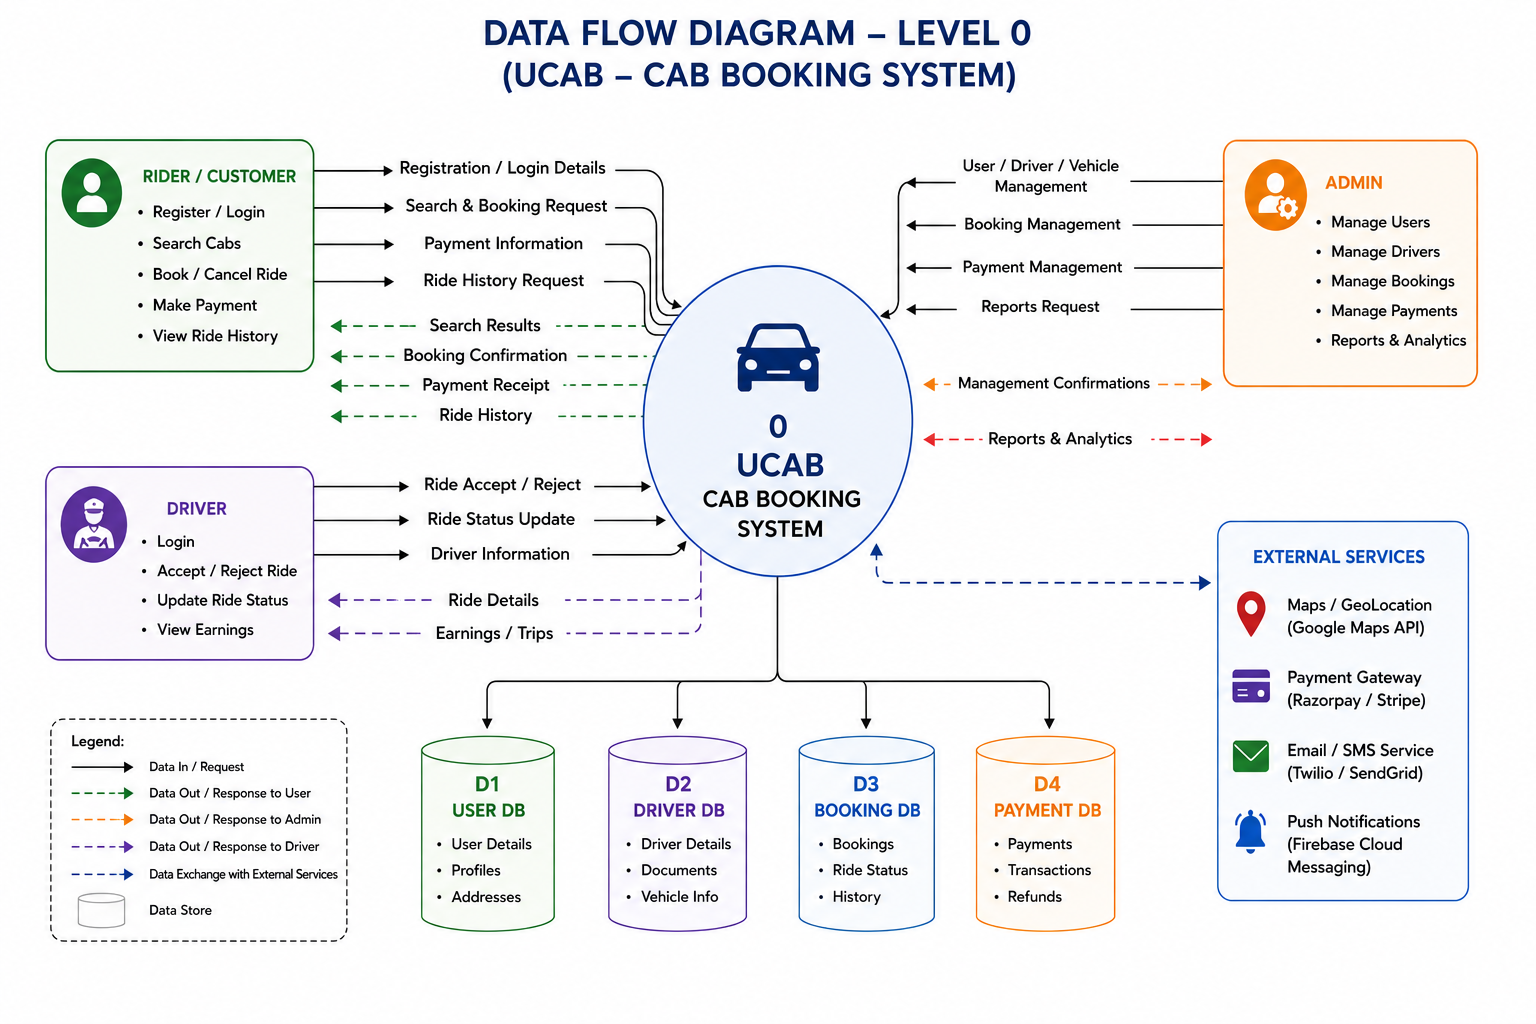 DATA FLOW DIAGRAM – LEVEL 0
(UCAB – CAB BOOKING SYSTEM)
RIDER / CUSTOMER
• Register / Login
• Search Cabs
• Book / Cancel Ride
• Make Payment
• View Ride History
Registration / Login Details
Search & Booking Request
Payment Information
Ride History Request
Search Results
Booking Confirmation
Payment Receipt
Ride History
User / Driver / Vehicle
Management
Booking Management
Payment Management
Reports Request
Management Confirmations
Reports & Analytics
ADMIN
• Manage Users
• Manage Drivers
• Manage Bookings
• Manage Payments
• Reports & Analytics
0
UCAB
CAB BOOKING
SYSTEM
DRIVER
• Login
• Accept / Reject Ride
• Update Ride Status
• View Earnings
Ride Accept / Reject
Ride Status Update
Driver Information
Ride Details
Earnings / Trips
EXTERNAL SERVICES
Maps / GeoLocation
(Google Maps API)
Payment Gateway
(Razorpay / Stripe)
Email / SMS Service
(Twilio / SendGrid)
Push Notifications
(Firebase Cloud
Messaging)
Legend:
Data In / Request
Data Out / Response to User
Data Out / Response to Admin
Data Out / Response to Driver
Data Exchange with External Services
Data Store
D1
USER DB
• User Details
• Profiles
• Addresses
D2
DRIVER DB
• Driver Details
• Documents
• Vehicle Info
D3
BOOKING DB
• Bookings
• Ride Status
• History
D4
PAYMENT DB
• Payments
• Transactions
• Refunds